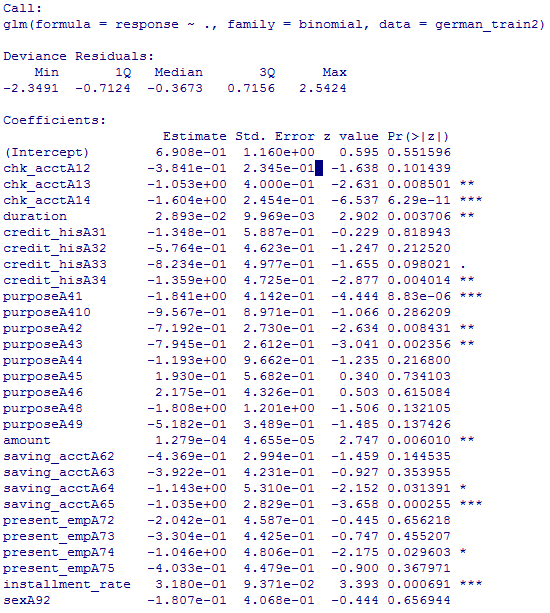 Call:
glm(formula = response ~ ., family = binomial, data = german_train2)
Deviance Residuals:
Min 1Q Median 3Q Max
-2.3491 -0.7124 -0.3673 0.7156 2.5424
Coefficients:
Estimate Std. Error z value Pr(>|z|)
(Intercept) 6.908e-01 1.160e+00 0.595 0.551596
chk_acctA12 -3.841e-01 2.345e-01 -1.638 0.101439
chk_acctA13 -1.053e+00 4.000e-01 -2.631 0.008501 **
chk_acctA14 -1.604e+00 2.454e-01 -6.537 6.29e-11 ***
duration 2.893e-02 9.969e-03 2.902 0.003706 **
credit_hisA31 -1.348e-01 5.887e-01 -0.229 0.818943
credit_hisA32 -5.764e-01 4.623e-01 -1.247 0.212520
credit_hisA33 -8.234e-01 4.977e-01 -1.655 0.098021 .
credit_hisA34 -1.359e+00 4.725e-01 -2.877 0.004014 **
purposeA41 -1.841e+00 4.142e-01 -4.444 8.83e-06 ***
purposeA410 -9.567e-01 8.971e-01 -1.066 0.286209
purposeA42 -7.192e-01 2.730e-01 -2.634 0.008431 **
purposeA43 -7.945e-01 2.612e-01 -3.041 0.002356 **
purposeA44 -1.193e+00 9.662e-01 -1.235 0.216800
purposeA45 1.930e-01 5.682e-01 0.340 0.734103
purposeA46 2.175e-01 4.326e-01 0.503 0.615084
purposeA48 -1.808e+00 1.201e+00 -1.506 0.132105
purposeA49 -5.182e-01 3.489e-01 -1.485 0.137426
amount 1.279e-04 4.655e-05 2.747 0.006010 **
saving_acctA62 -4.369e-01 2.994e-01 -1.459 0.144535
saving_acctA63 -3.922e-01 4.231e-01 -0.927 0.353955
saving_acctA64 -1.143e+00 5.310e-01 -2.152 0.031391 *
saving_acctA65 -1.035e+00 2.829e-01 -3.658 0.000255 ***
present_empA72 -2.042e-01 4.587e-01 -0.445 0.656218
present_empA73 -3.304e-01 4.425e-01 -0.747 0.455207
present_empA74 -1.046e+00 4.806e-01 -2.175 0.029603 *
present_empA75 -4.033e-01 4.479e-01 -0.900 0.367971
installment_rate 3.180e-01 9.371e-02 3.393 0.000691 ***
sexA92 -1.807e-01 4.068e-01 -0.444 0.656944